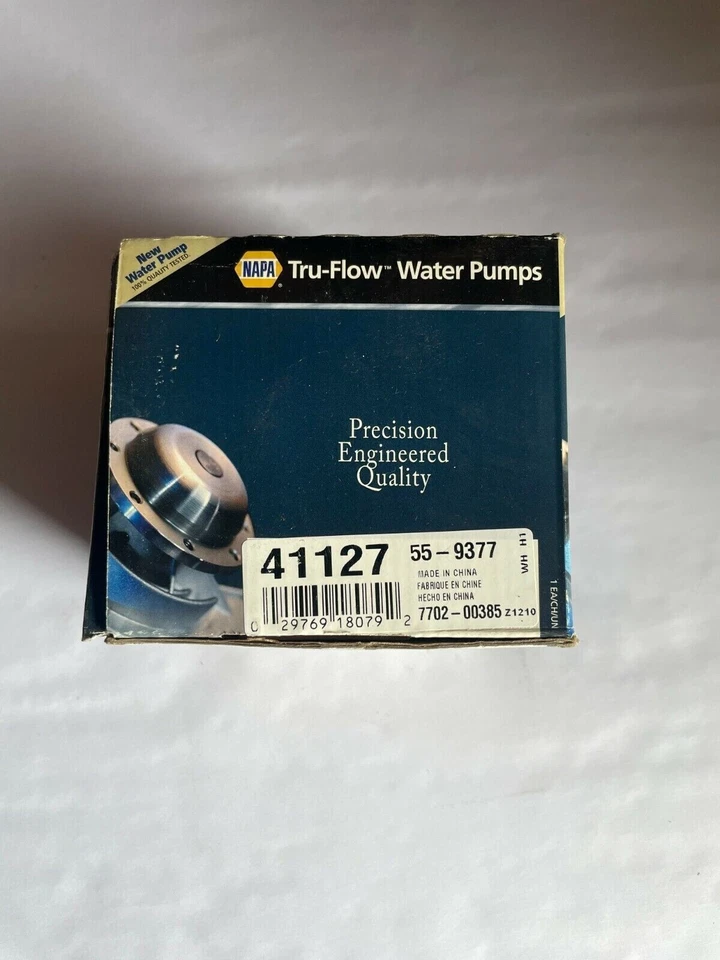 New
Water Pump
100% QUALITY TESTED.
NAPA®
Tru-Flow™ Water Pumps
Precision
Engineered
Quality
41127
55-9377
MADE IN CHINA
FABRIQUE EN CHINE
HECHO EN CHINA
0 29769 18079 2
7702-00385 Z1210
WH H1
1 EA/CH/UN